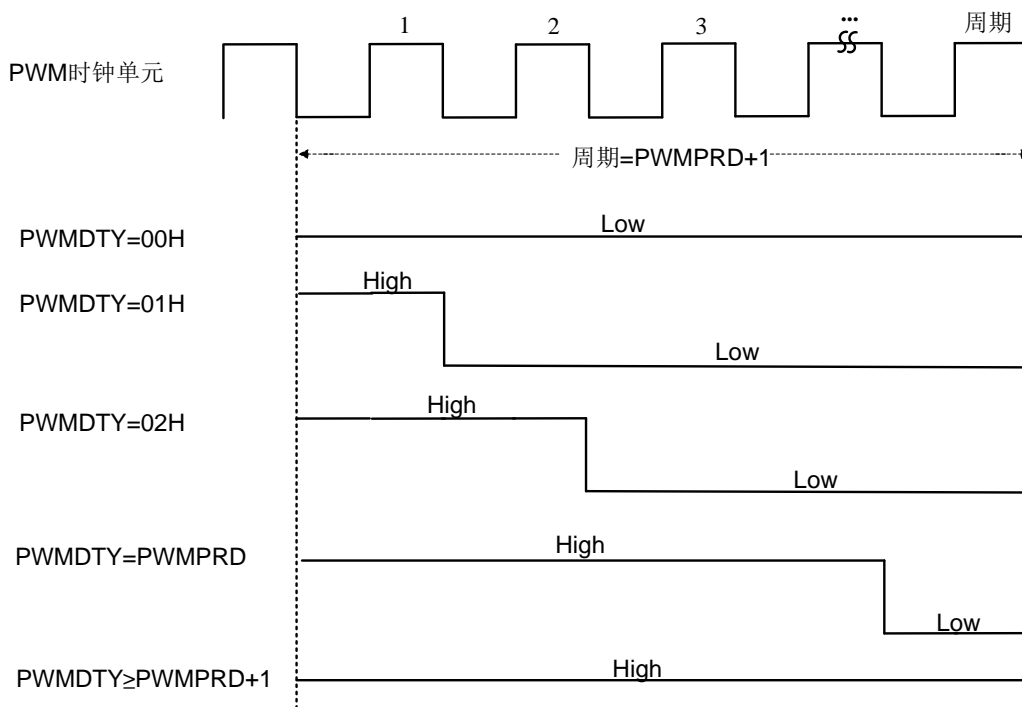 1 2 3 ... 周期
PWM时钟单元
周期=PWMPRD+1
PWMDTY=00H
Low
PWMDTY=01H
High
Low
PWMDTY=02H
High
Low
PWMDTY=PWMPRD
High
Low
PWMDTY≥PWMPRD+1
High